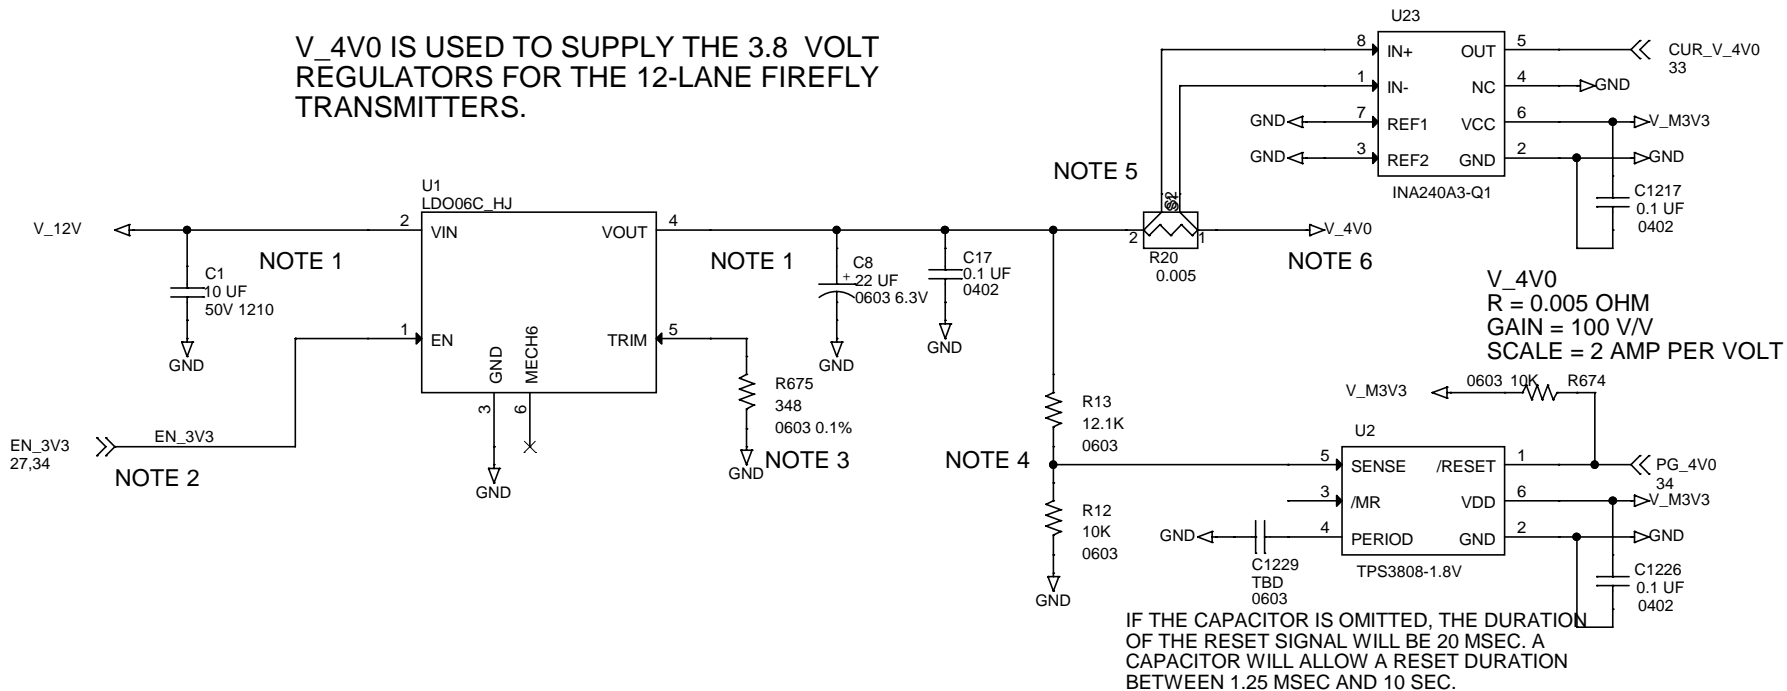 V_4V0 IS USED TO SUPPLY THE 3.8 VOLT
REGULATORS FOR THE 12-LANE FIREFLY
TRANSMITTERS.
U23
8 IN+ OUT 5 CUR_V_4V0
33
1 IN- NC 4 GND
GND 7 REF1 VCC 6 V_M3V3
GND 3 REF2 GND 2 GND
INA240A3-Q1
C1217
0.1 UF
0402
NOTE 5
U1
LDO06C_HJ
V_12V 2 VIN VOUT 4
NOTE 1
NOTE 1
C1
10 UF
50V 1210
GND
1 EN TRIM 5
GND
MECH6
3
6
GND
EN_3V3
27,34
EN_3V3
NOTE 2
R675
348
0603 0.1%
GND
NOTE 3
C8
+
22 UF
0603 6.3V
GND
C17
0.1 UF
0402
GND
2 1
R20
0.005
V_4V0
NOTE 6
V_4V0
R = 0.005 OHM
GAIN = 100 V/V
SCALE = 2 AMP PER VOLT
V_M3V3
0603 10K R674
R13
12.1K
0603
NOTE 4
R12
10K
0603
GND
U2
5 SENSE /RESET 1 PG_4V0
34
3 /MR VDD 6 V_M3V3
GND 4 PERIOD GND 2 GND
C1229
TBD
0603
TPS3808-1.8V
C1226
0.1 UF
0402
IF THE CAPACITOR IS OMITTED, THE DURATION
OF THE RESET SIGNAL WILL BE 20 MSEC. A
CAPACITOR WILL ALLOW A RESET DURATION
BETWEEN 1.25 MSEC AND 10 SEC.